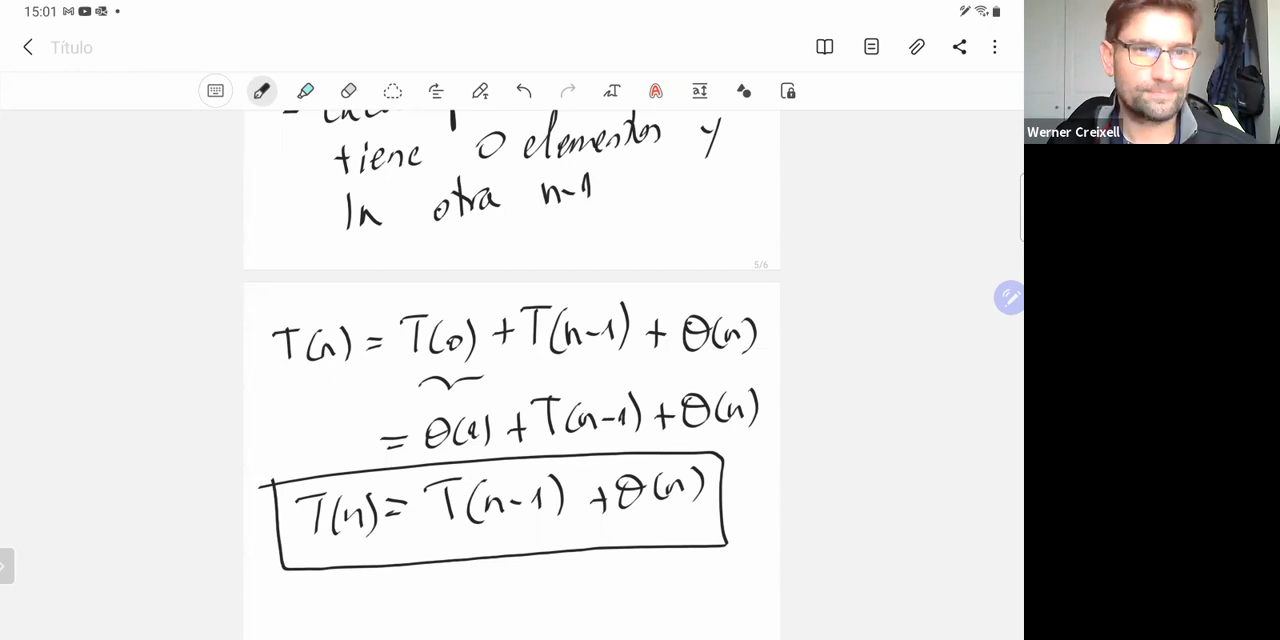 15:01
Título
tiene 0 elementos y
la otra n-1
5/6
T(n) = T(0) + T(n-1) + Θ(n)
= Θ(1) + T(n-1) + Θ(n)
T(n) = T(n-1) + Θ(n)
Werner Creixell